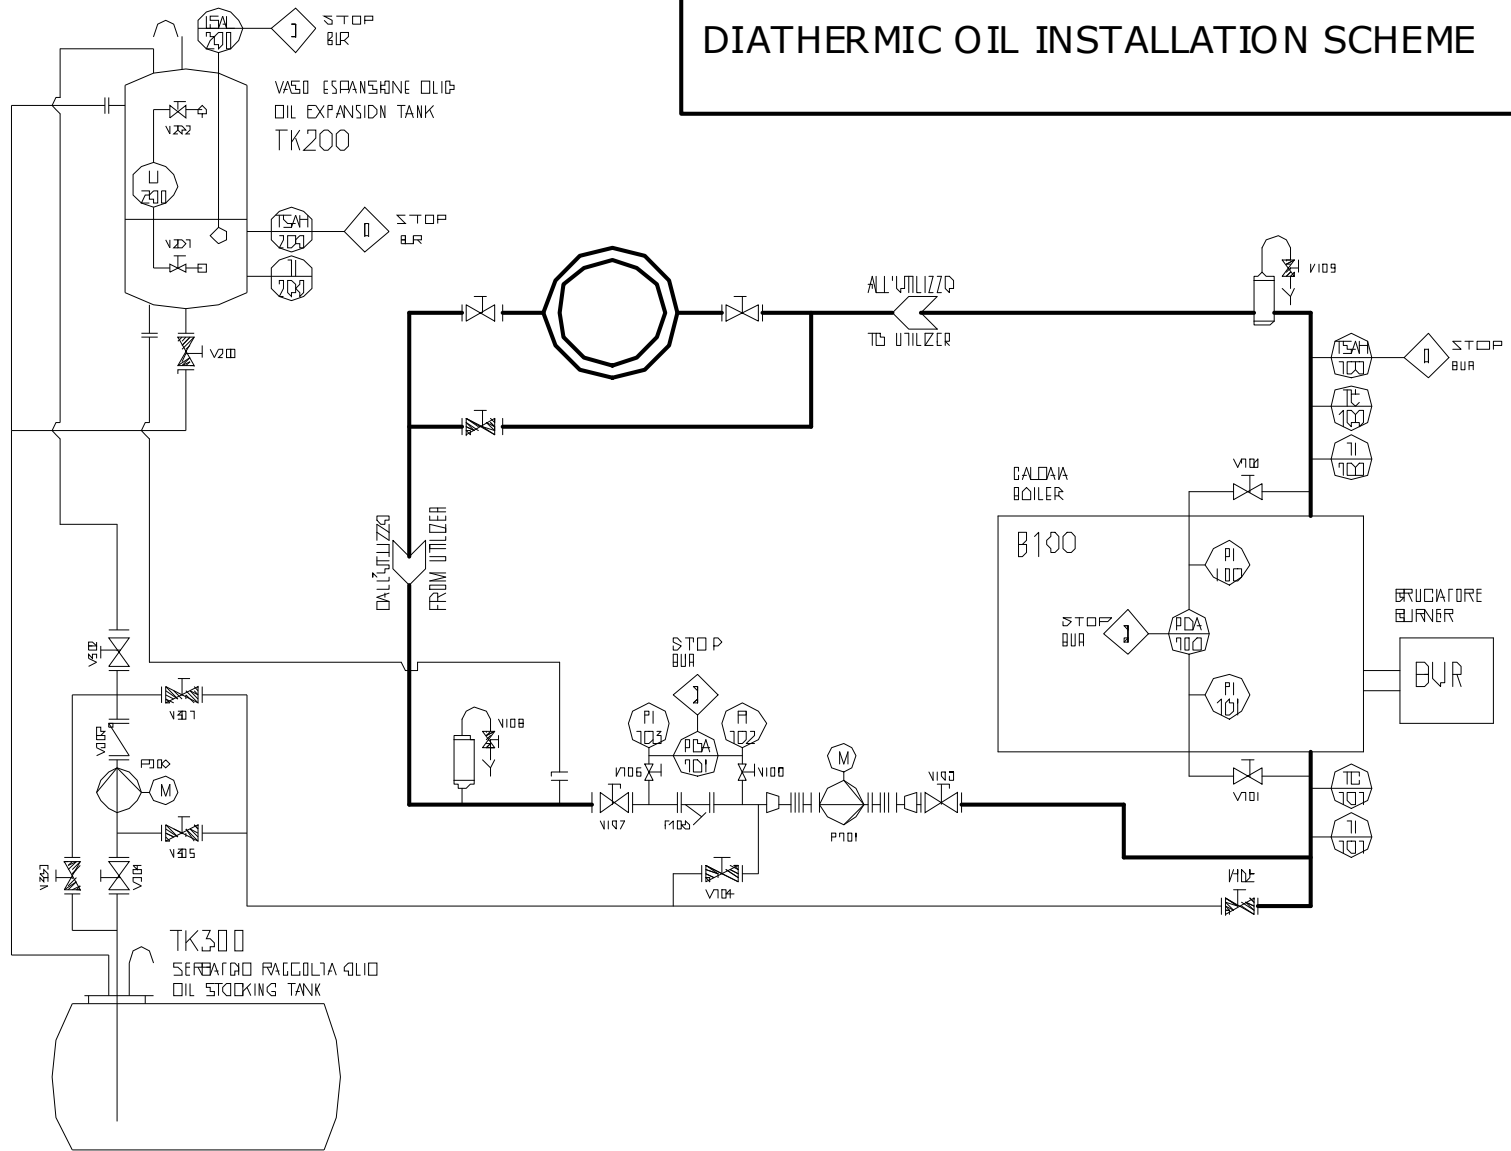 DIATHERMIC OIL INSTALLATION SCHEME
STOP
BUR
VASO ESPANSIONE OLIO
OIL EXPANSION TANK
TK200
V202
LI
200
V201
TSAH
200
STOP
BUR
TI
200
V200
ALL'UTILIZZO
TO UTILIZER
V109
TSAH
100
STOP
BUR
TC
100
TI
100
V100
CALDAIA
BOILER
B100
PI
100
STOP
BUR
PDA
100
PI
101
BRUCIATORE
BURNER
BUR
V101
TC
101
TI
101
DALL'UTILIZZO
FROM UTILIZER
V302
V301
P300
M
V305
V304
V303
V108
STOP
BUR
PI
103
PDA
101
PI
102
V106
V107
M
P101
V103
V104
V102
TK300
SERBATOIO RACCOLTA OLIO
OIL STOCKING TANK